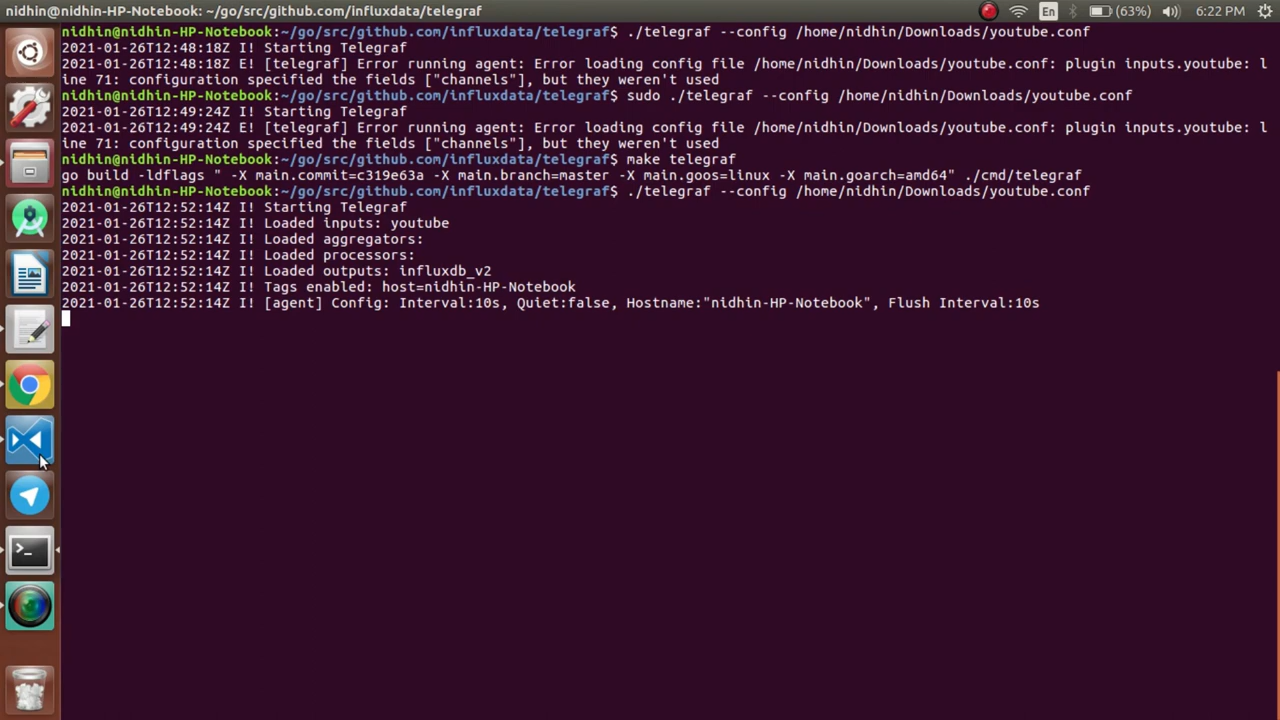 nidhin@nidhin-HP-Notebook: ~/go/src/github.com/influxdata/telegraf
En (63%) 6:22 PM
nidhin@nidhin-HP-Notebook:~/go/src/github.com/influxdata/telegraf$ ./telegraf --config /home/nidhin/Downloads/youtube.conf
2021-01-26T12:48:18Z I! Starting Telegraf
2021-01-26T12:48:18Z E! [telegraf] Error running agent: Error loading config file /home/nidhin/Downloads/youtube.conf: plugin inputs.youtube: l
ine 71: configuration specified the fields ["channels"], but they weren't used
nidhin@nidhin-HP-Notebook:~/go/src/github.com/influxdata/telegraf$ sudo ./telegraf --config /home/nidhin/Downloads/youtube.conf
2021-01-26T12:49:24Z I! Starting Telegraf
2021-01-26T12:49:24Z E! [telegraf] Error running agent: Error loading config file /home/nidhin/Downloads/youtube.conf: plugin inputs.youtube: l
ine 71: configuration specified the fields ["channels"], but they weren't used
nidhin@nidhin-HP-Notebook:~/go/src/github.com/influxdata/telegraf$ make telegraf
go build -ldflags " -X main.commit=c319e63a -X main.branch=master -X main.goos=linux -X main.goarch=amd64" ./cmd/telegraf
nidhin@nidhin-HP-Notebook:~/go/src/github.com/influxdata/telegraf$ ./telegraf --config /home/nidhin/Downloads/youtube.conf
2021-01-26T12:52:14Z I! Starting Telegraf
2021-01-26T12:52:14Z I! Loaded inputs: youtube
2021-01-26T12:52:14Z I! Loaded aggregators:
2021-01-26T12:52:14Z I! Loaded processors:
2021-01-26T12:52:14Z I! Loaded outputs: influxdb_v2
2021-01-26T12:52:14Z I! Tags enabled: host=nidhin-HP-Notebook
2021-01-26T12:52:14Z I! [agent] Config: Interval:10s, Quiet:false, Hostname:"nidhin-HP-Notebook", Flush Interval:10s